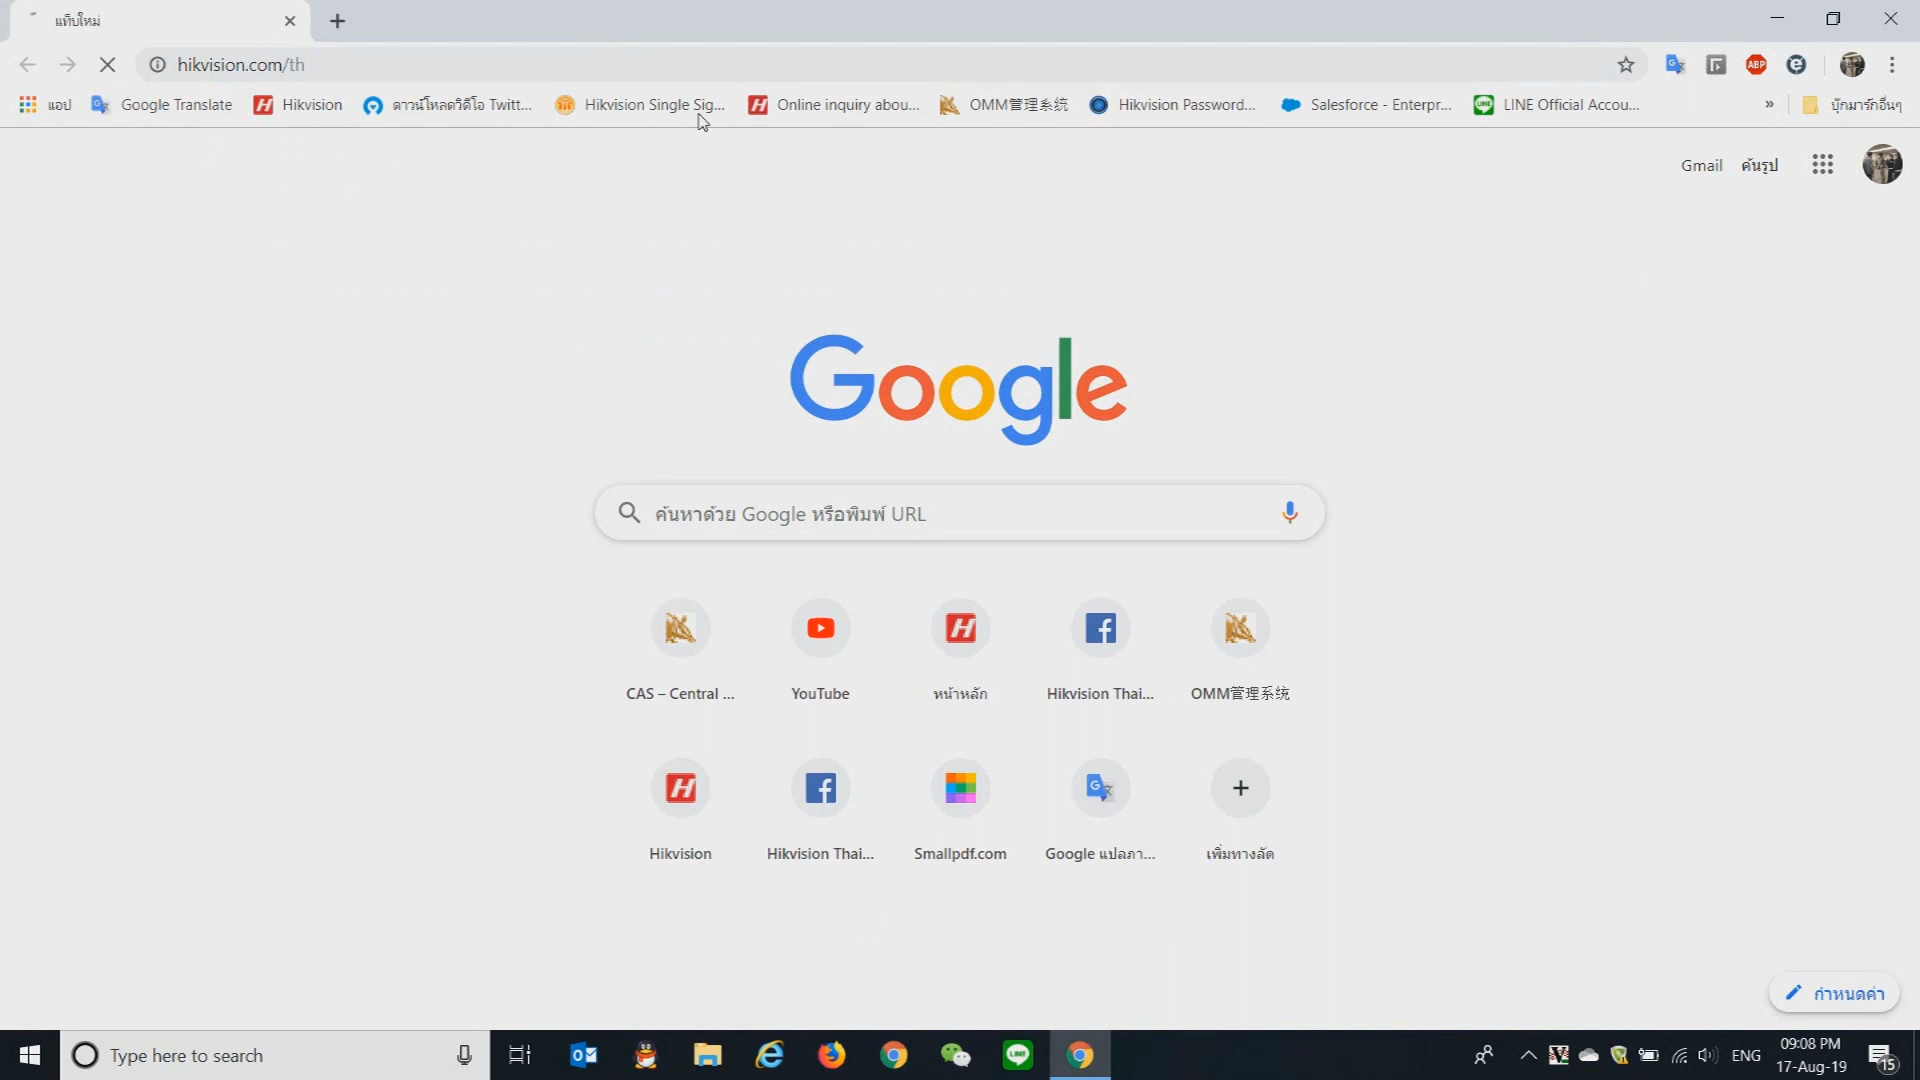 แท็บใหม่
hikvision.com/th
แอป Google Translate Hikvision ดาวน์โหลดวิดีโอ Twitt... Hikvision Single Sig... Online inquiry abou... OMM管理系统 Hikvision Password... Salesforce - Enterpr... LINE Official Accou... » บุ๊กมาร์กอื่นๆ
Gmail ค้นรูป
Google
ค้นหาด้วย Google หรือพิมพ์ URL
CAS – Central ... YouTube หน้าหลัก Hikvision Thai... OMM管理系统
Hikvision Hikvision Thai... Smallpdf.com Google แปลภา... เพิ่มทางลัด
กำหนดค่า
Type here to search
ENG
09:08 PM
17-Aug-19
15